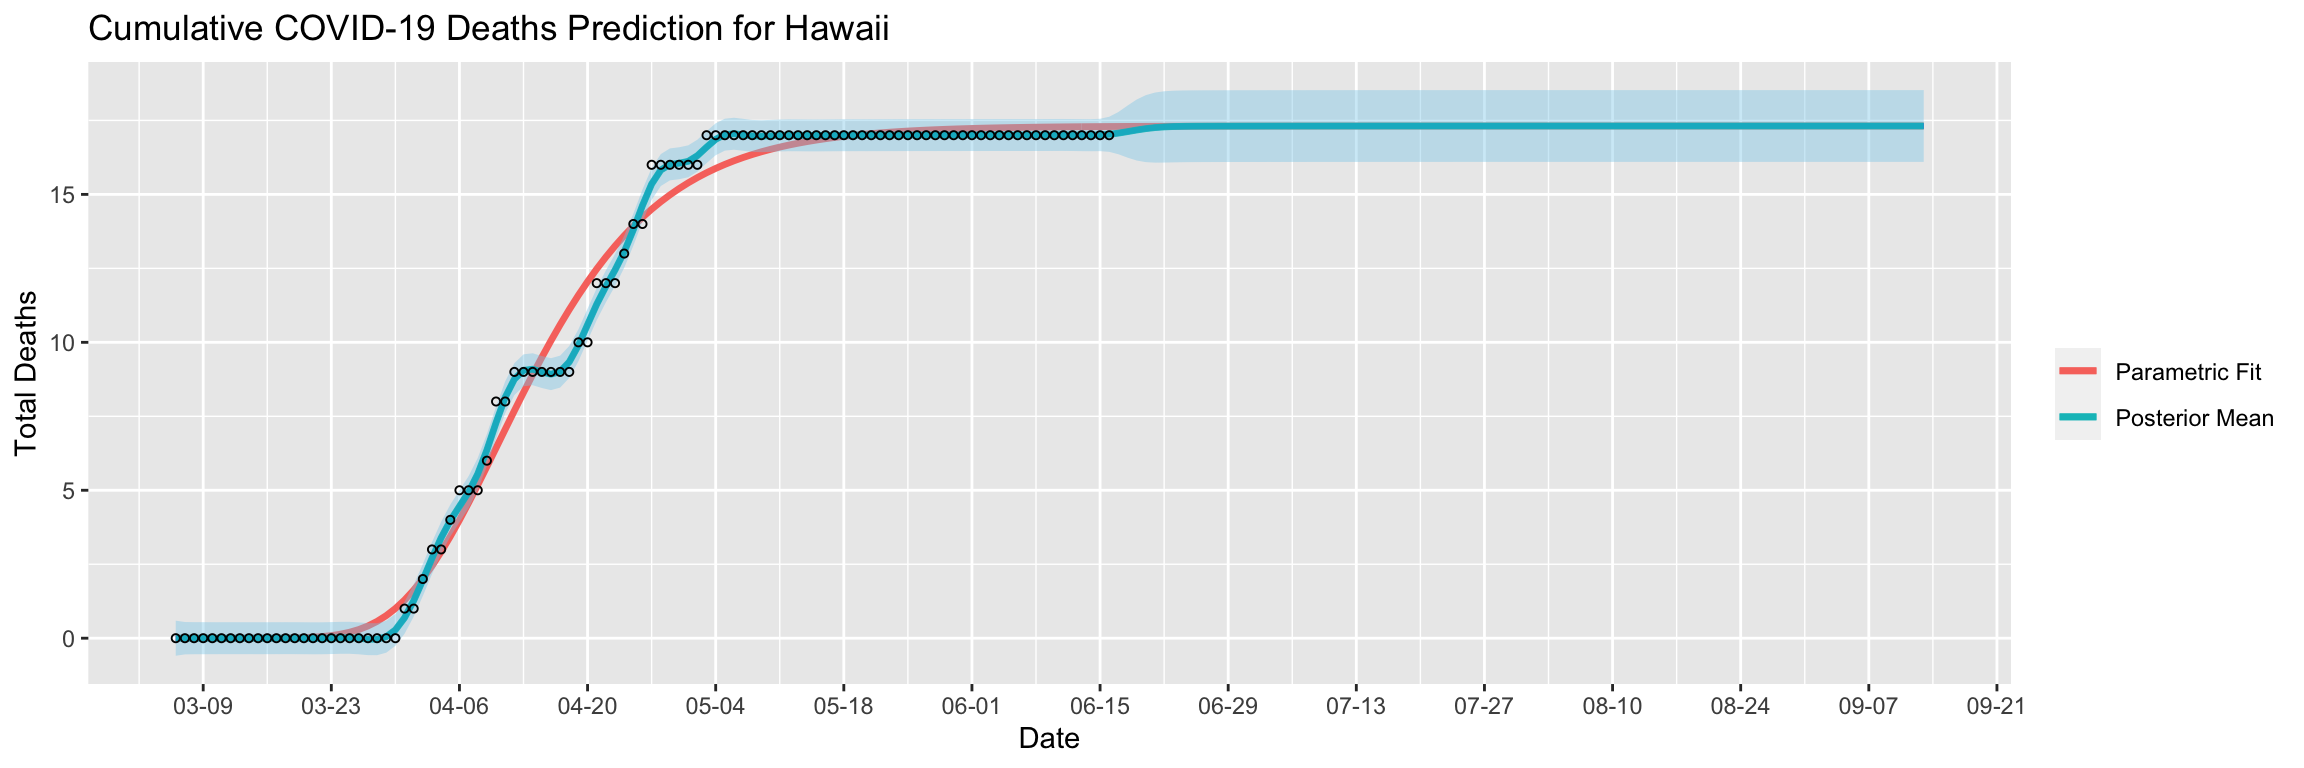 Cumulative COVID-19 Deaths Prediction for Hawaii
Total Deaths
15
10
5
0
03-09 03-23 04-06 04-20 05-04 05-18 06-01 06-15 06-29 07-13 07-27 08-10 08-24 09-07 09-21
Date
Parametric Fit
Posterior Mean